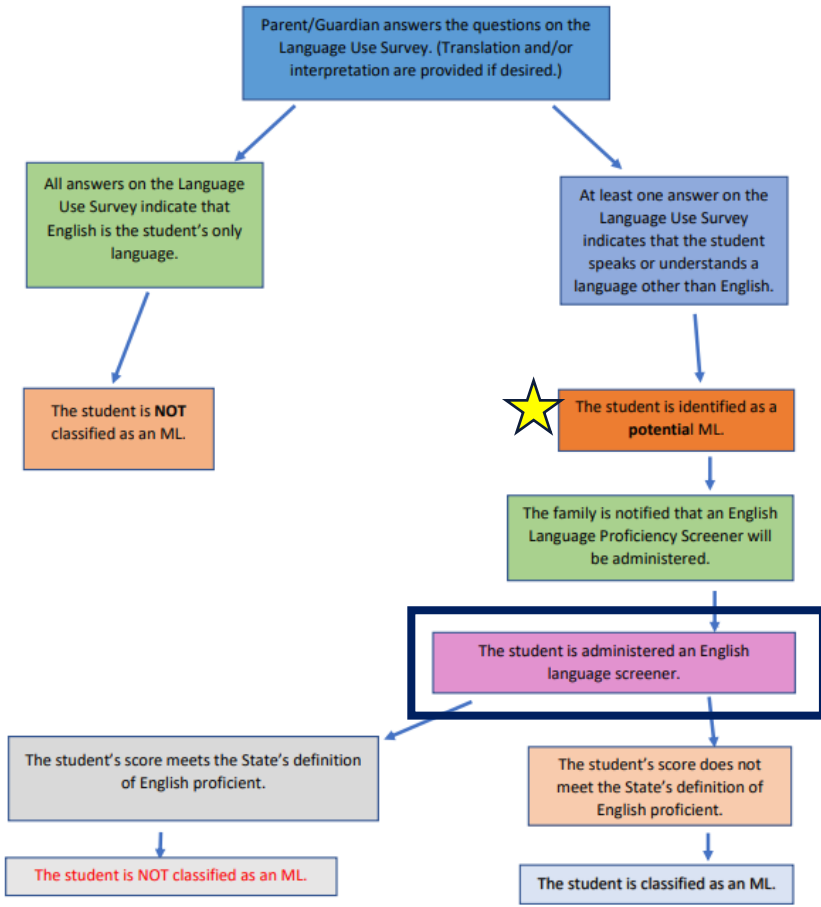 Parent/Guardian answers the questions on the
Language Use Survey. (Translation and/or
interpretation are provided if desired.)
All answers on the Language
Use Survey indicate that
English is the student's only
language.
At least one answer on the
Language Use Survey
indicates that the student
speaks or understands a
language other than English.
The student is NOT
classified as an ML.
The student is identified as a
potential ML.
The family is notified that an English
Language Proficiency Screener will
be administered.
The student is administered an English
language screener.
The student's score meets the State's definition
of English proficient.
The student's score does not
meet the State's definition of
English proficient.
The student is NOT classified as an ML.
The student is classified as an ML.